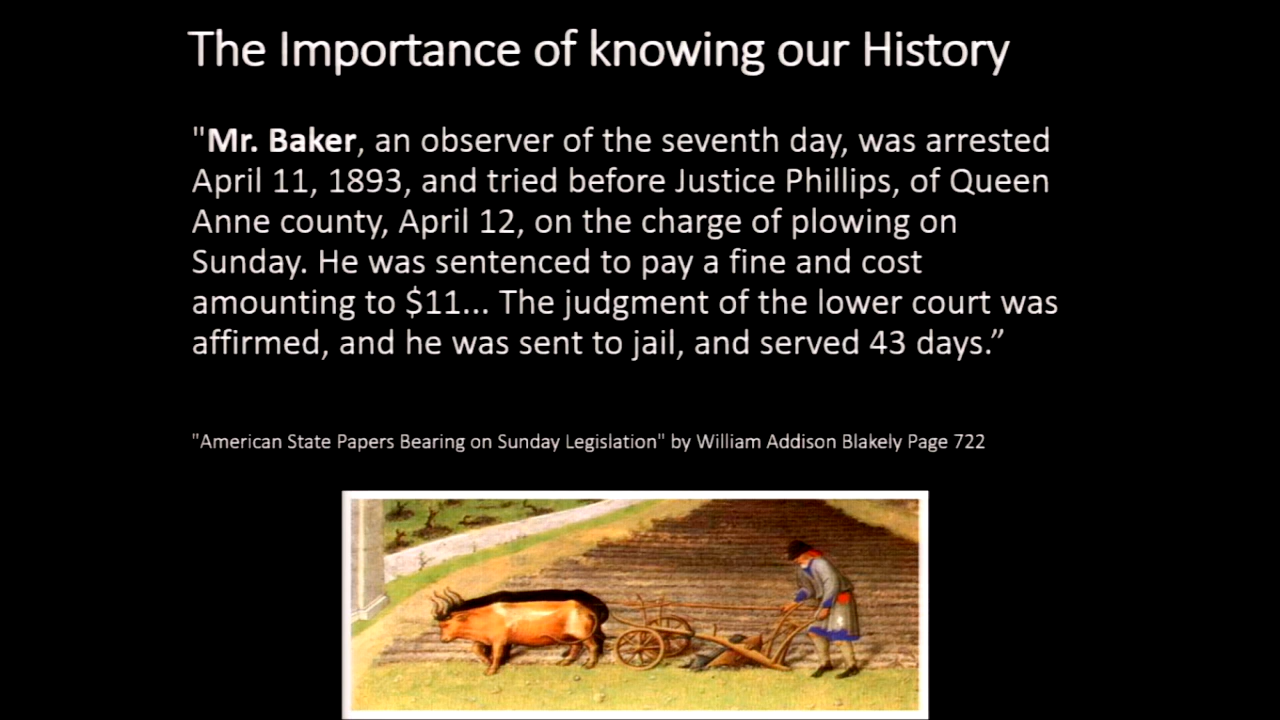 The Importance of knowing our History
"Mr. Baker, an observer of the seventh day, was arrested
April 11, 1893, and tried before Justice Phillips, of Queen
Anne county, April 12, on the charge of plowing on
Sunday. He was sentenced to pay a fine and cost
amounting to $11... The judgment of the lower court was
affirmed, and he was sent to jail, and served 43 days.”
"American State Papers Bearing on Sunday Legislation" by William Addison Blakely Page 722